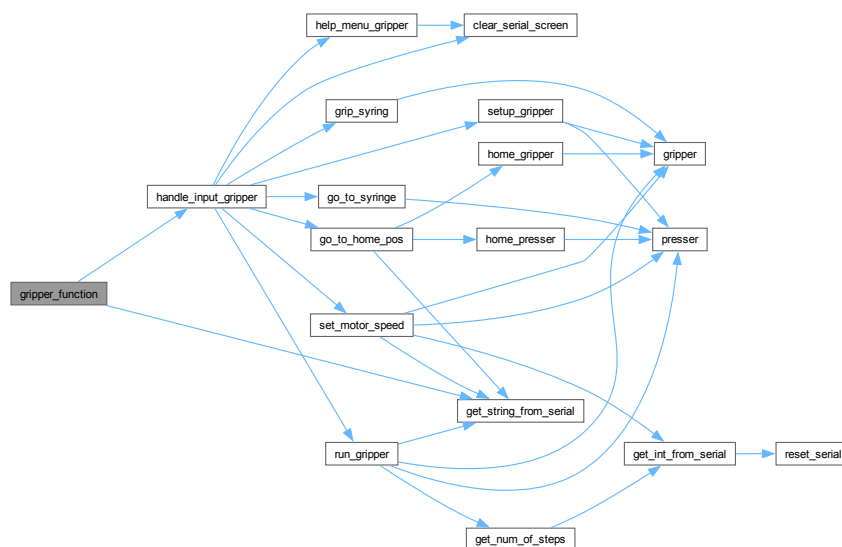 help_menu_gripper
clear_serial_screen
grip_syring
setup_gripper
home_gripper
gripper
handle_input_gripper
go_to_syringe
go_to_home_pos
home_presser
presser
gripper_function
set_motor_speed
get_string_from_serial
run_gripper
get_int_from_serial
reset_serial
get_num_of_steps